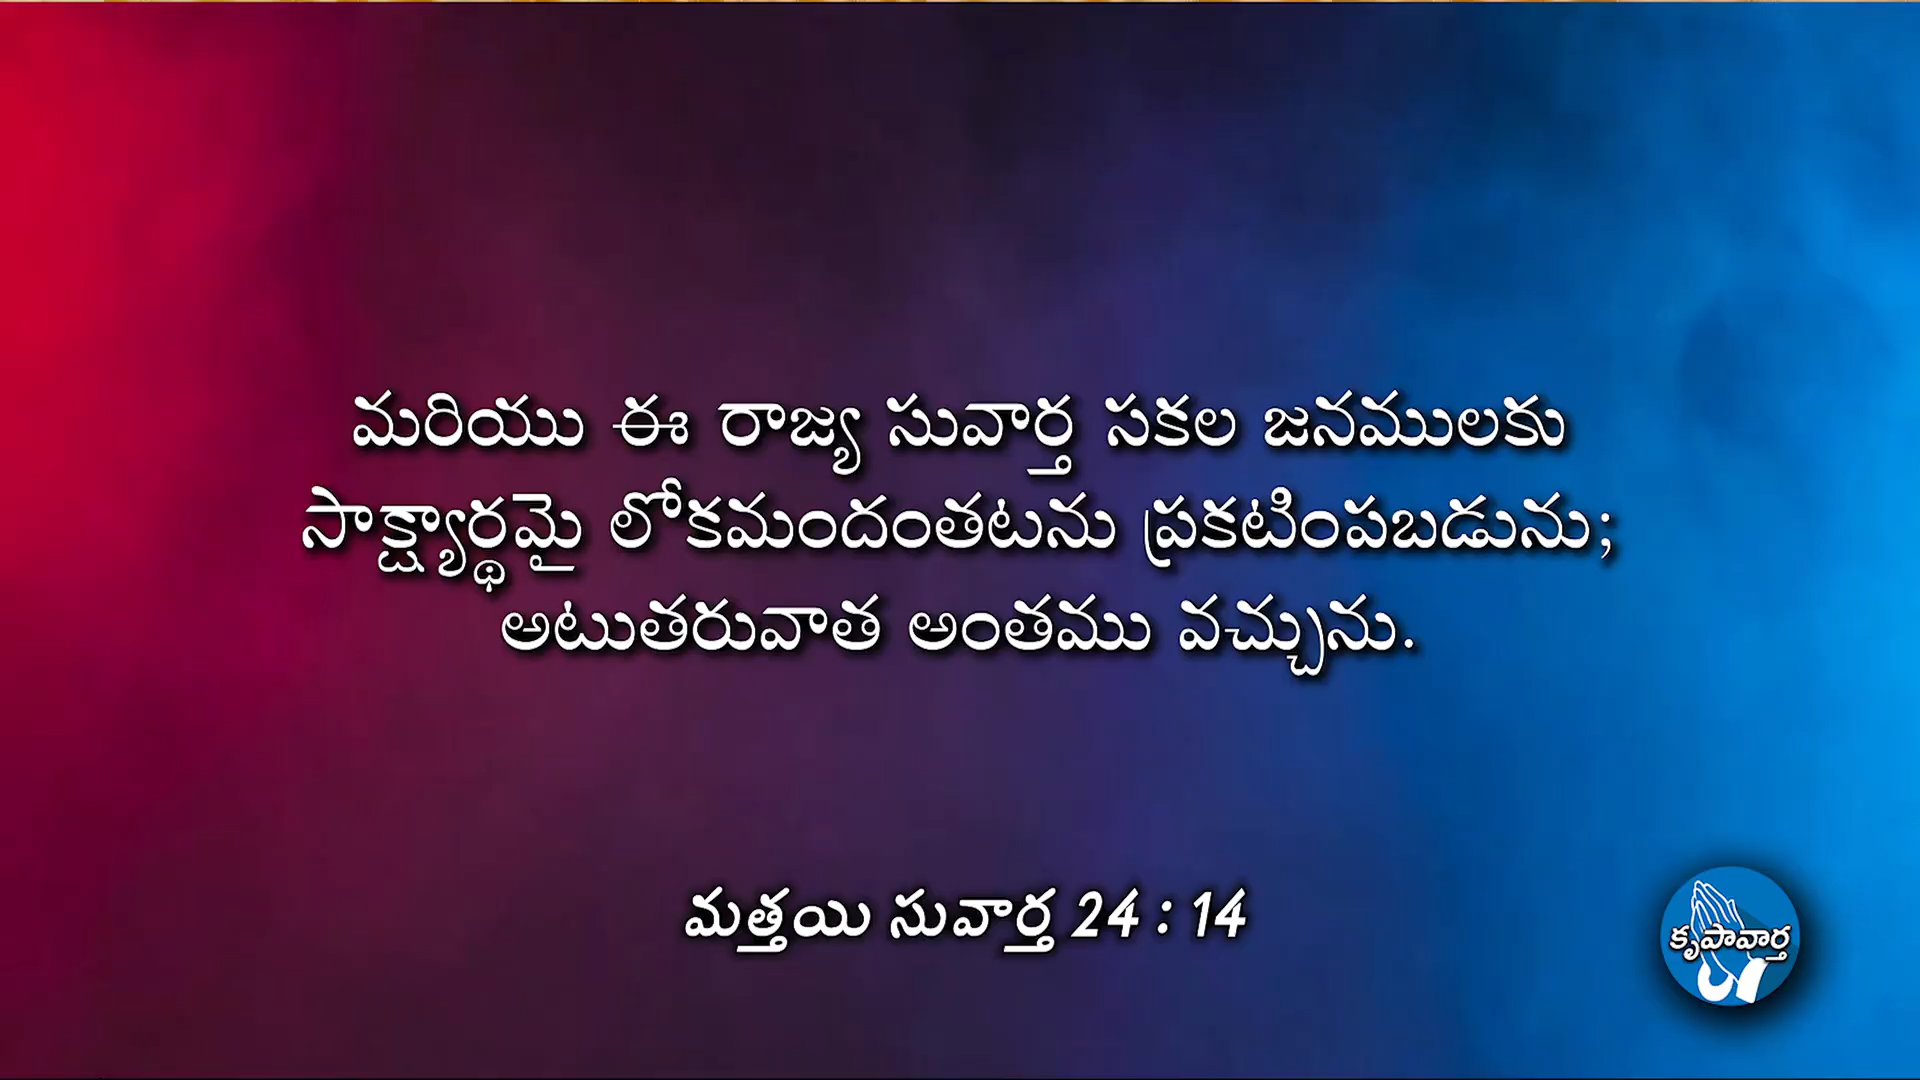 మరియు ఈ రాజ్య సువార్త సకల జనములకు
సాక్ష్యార్థమై లోకమందంతటను ప్రకటింపబడును;
అటుతరువాత అంతము వచ్చును.
మత్తయి సువార్త 24 : 14
కృపావార్త